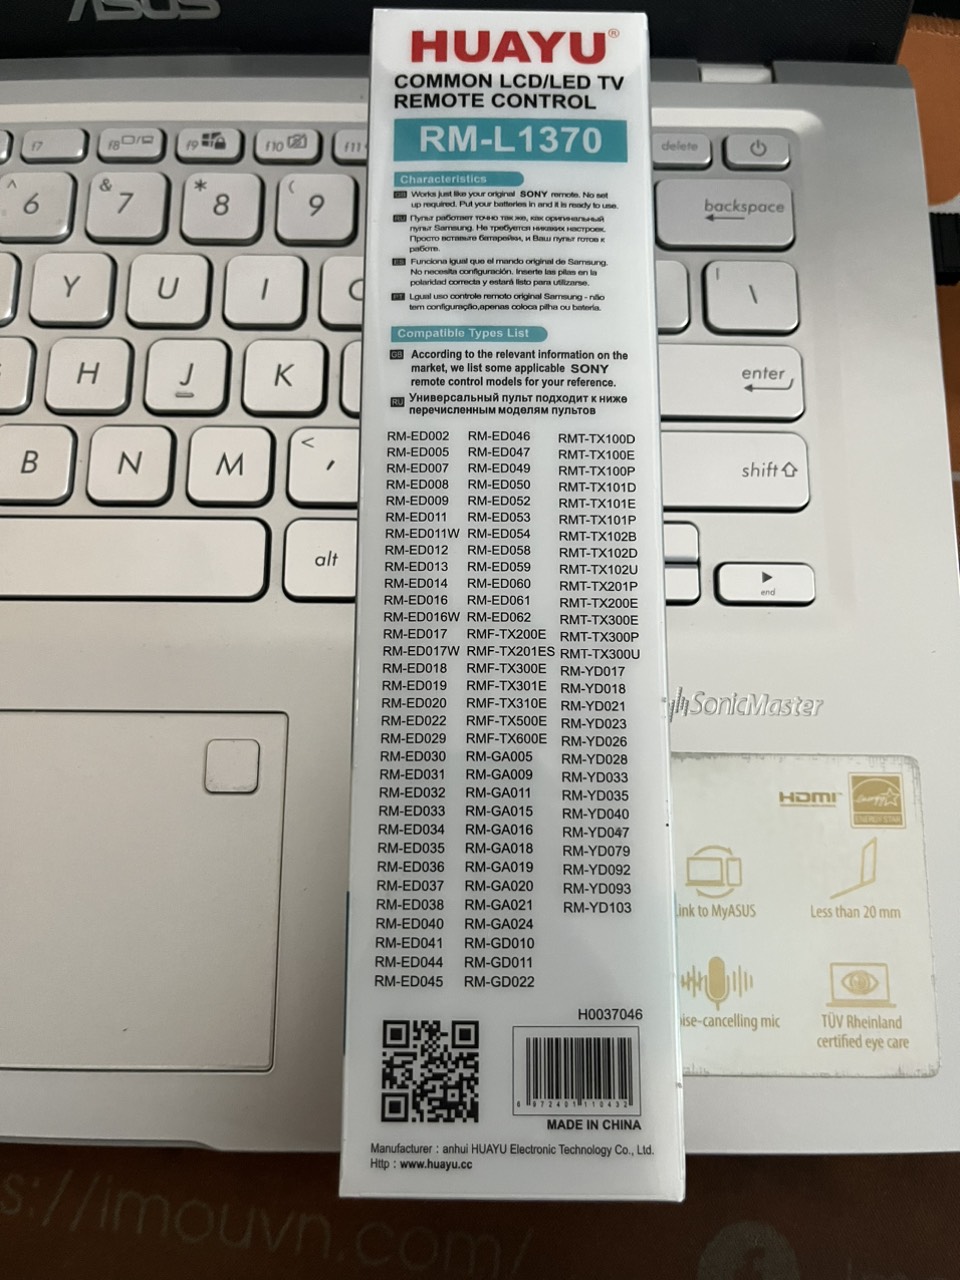 ASUS
HUAYU®
COMMON LCD/LED TV
REMOTE CONTROL
RM-L1370
Characteristics
GB Works just like your original SONY remote. No set
up required. Put your batteries in and it is ready to use.
RU Пульт работает точно так же, как оригинальный
пульт Samsung. Не требуется никаких настроек.
Просто вставьте батарейки, и Ваш пульт готов к
работе.
ES Funciona igual que el mando original de Samsung.
No necesita configuración. Inserte las pilas en la
polaridad correcta y estará listo para utilizarse.
PT Lgual uso controle remoto original Samsung - não
tem configuração,apenas coloca pilha ou bateria.
Compatible Types List
GB According to the relevant information on the
market, we list some applicable SONY
remote control models for your reference.
RU Универсальный пульт подходит к ниже
перечисленным моделям пультов
RM-ED002 RM-ED046 RMT-TX100D
RM-ED005 RM-ED047 RMT-TX100E
RM-ED007 RM-ED049 RMT-TX100P
RM-ED008 RM-ED050 RMT-TX101D
RM-ED009 RM-ED052 RMT-TX101E
RM-ED011 RM-ED053 RMT-TX101P
RM-ED011W RM-ED054 RMT-TX102B
RM-ED012 RM-ED058 RMT-TX102D
RM-ED013 RM-ED059 RMT-TX102U
RM-ED014 RM-ED060 RMT-TX201P
RM-ED016 RM-ED061 RMT-TX200E
RM-ED016W RM-ED062 RMT-TX300E
RM-ED017 RMF-TX200E RMT-TX300P
RM-ED017W RMF-TX201ES RMT-TX300U
RM-ED018 RMF-TX300E RM-YD017
RM-ED019 RMF-TX301E RM-YD018
RM-ED020 RMF-TX310E RM-YD021
RM-ED022 RMF-TX500E RM-YD023
RM-ED029 RMF-TX600E RM-YD026
RM-ED030 RM-GA005 RM-YD028
RM-ED031 RM-GA009 RM-YD033
RM-ED032 RM-GA011 RM-YD035
RM-ED033 RM-GA015 RM-YD040
RM-ED034 RM-GA016 RM-YD047
RM-ED035 RM-GA018 RM-YD079
RM-ED036 RM-GA019 RM-YD092
RM-ED037 RM-GA020 RM-YD093
RM-ED038 RM-GA021 RM-YD103
RM-ED040 RM-GA024
RM-ED041 RM-GD010
RM-ED044 RM-GD011
RM-ED045 RM-GD022
H0037046
6 972401 110432
MADE IN CHINA
Manufacturer : anhui HUAYU Electronic Technology Co., Ltd.
Http : www.huayu.cc
f7 f8 f9 f10 f11 delete
^ 6 & 7 * 8 ( 9 backspace
Y U I \
H J K enter
B N M < , shift
alt end
SonicMaster
HDMI
ENERGY STAR
ink to MyASUS
Less than 20 mm
ise-cancelling mic
TÜV Rheinland
certified eye care
s://imouvn.com/